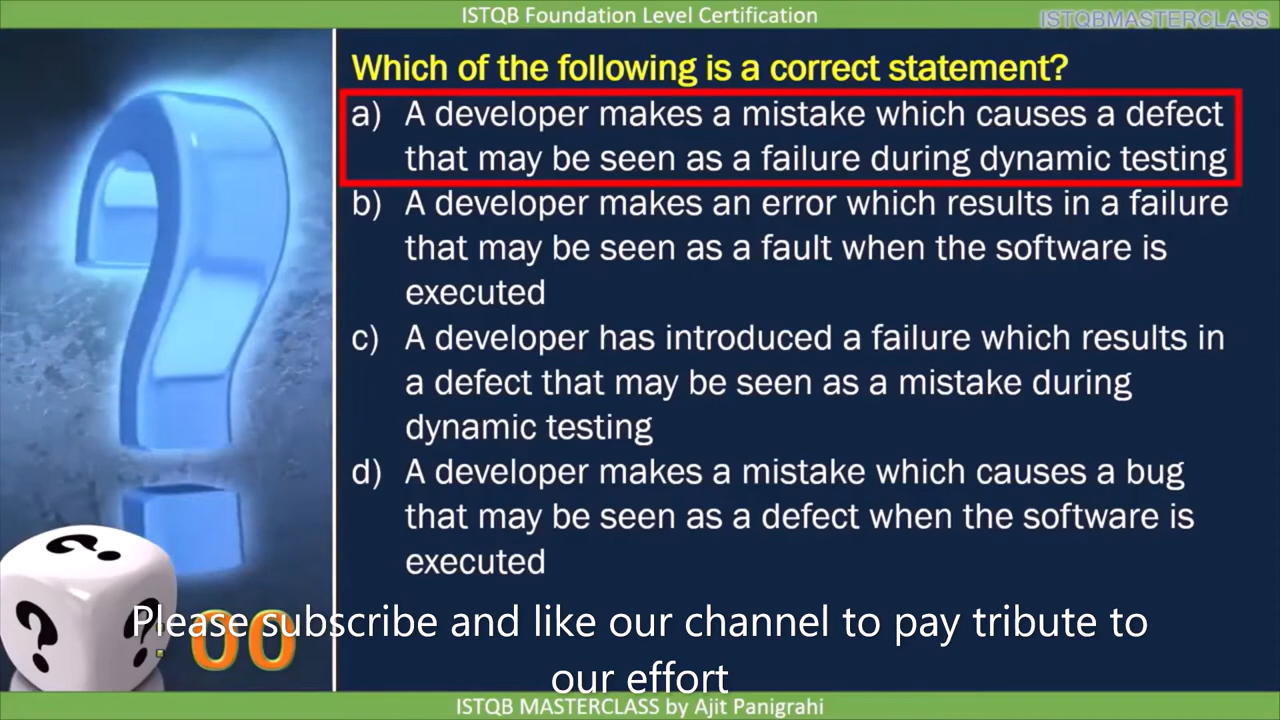 ISTQB Foundation Level Certification
ISTQBMASTERCLASS
Which of the following is a correct statement?
a) A developer makes a mistake which causes a defect
that may be seen as a failure during dynamic testing
b) A developer makes an error which results in a failure
that may be seen as a fault when the software is
executed
c) A developer has introduced a failure which results in
a defect that may be seen as a mistake during
dynamic testing
d) A developer makes a mistake which causes a bug
that may be seen as a defect when the software is
executed
? ? ?
: 00
Please subscribe and like our channel to pay tribute to
our effort
ISTQB MASTERCLASS by Ajit Panigrahi